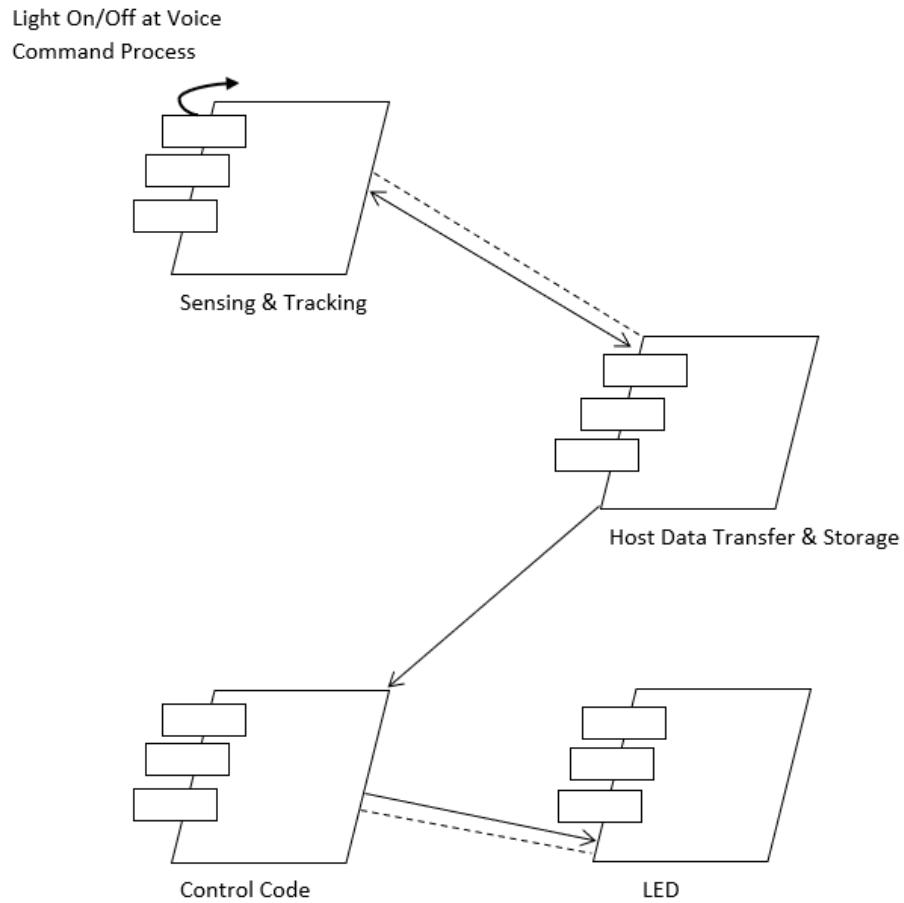 Light On/Off at Voice
Command Process
Sensing & Tracking
Host Data Transfer & Storage
Control Code
LED